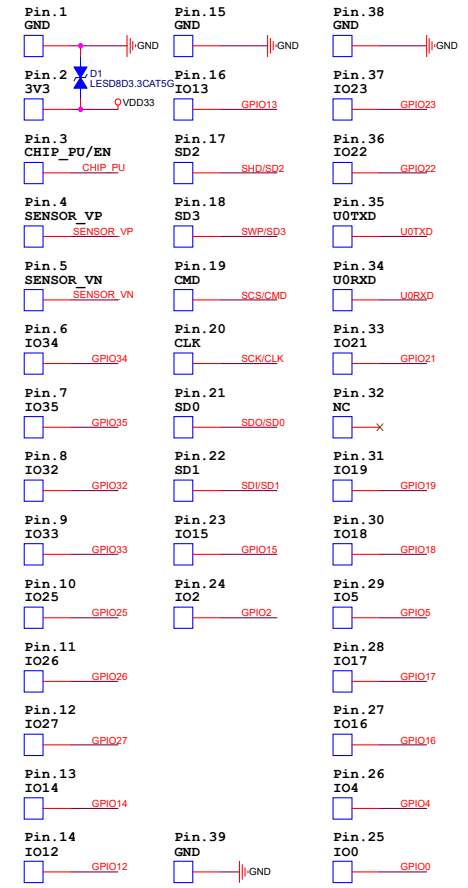 Pin.1
GND
GND
Pin.2
3V3
D1
LESD8D3.3CAT5G
VDD33
Pin.3
CHIP_PU/EN
CHIP_PU
Pin.4
SENSOR_VP
SENSOR_VP
Pin.5
SENSOR_VN
SENSOR_VN
Pin.6
IO34
GPIO34
Pin.7
IO35
GPIO35
Pin.8
IO32
GPIO32
Pin.9
IO33
GPIO33
Pin.10
IO25
GPIO25
Pin.11
IO26
GPIO26
Pin.12
IO27
GPIO27
Pin.13
IO14
GPIO14
Pin.14
IO12
GPIO12
Pin.15
GND
GND
Pin.16
IO13
GPIO13
Pin.17
SD2
SHD/SD2
Pin.18
SD3
SWP/SD3
Pin.19
CMD
SCS/CMD
Pin.20
CLK
SCK/CLK
Pin.21
SD0
SDO/SD0
Pin.22
SD1
SDI/SD1
Pin.23
IO15
GPIO15
Pin.24
IO2
GPIO2
Pin.39
GND
GND
Pin.38
GND
GND
Pin.37
IO23
GPIO23
Pin.36
IO22
GPIO22
Pin.35
U0TXD
U0TXD
Pin.34
U0RXD
U0RXD
Pin.33
IO21
GPIO21
Pin.32
NC
Pin.31
IO19
GPIO19
Pin.30
IO18
GPIO18
Pin.29
IO5
GPIO5
Pin.28
IO17
GPIO17
Pin.27
IO16
GPIO16
Pin.26
IO4
GPIO4
Pin.25
IO0
GPIO0